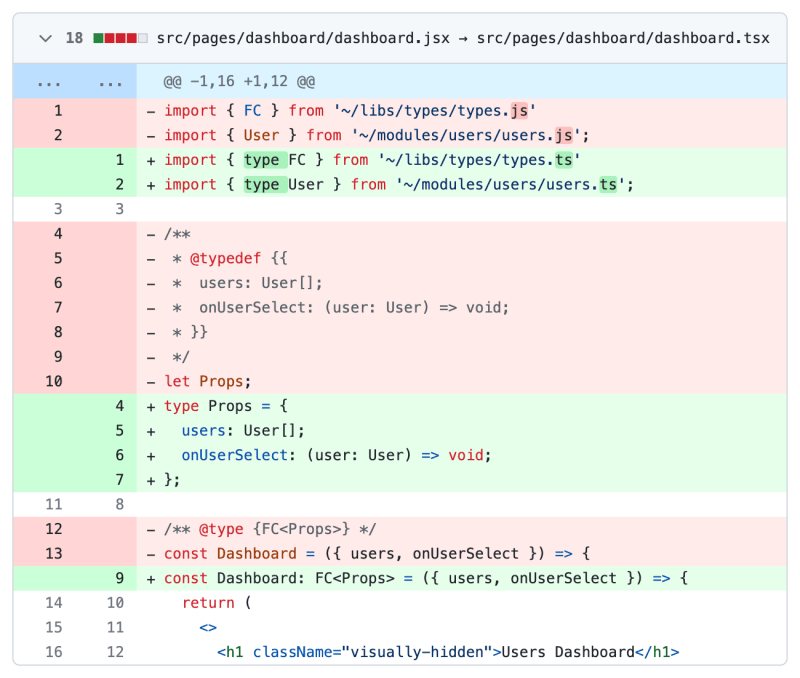 18 src/pages/dashboard/dashboard.jsx → src/pages/dashboard/dashboard.tsx
... ... @@ -1,16 +1,12 @@
1 - import { FC } from '~/libs/types/types.js'
2 - import { User } from '~/modules/users/users.js';
1 + import { type FC } from '~/libs/types/types.ts'
2 + import { type User } from '~/modules/users/users.ts';
3 3
4 - /**
5 - * @typedef {{
6 - * users: User[];
7 - * onUserSelect: (user: User) => void;
8 - * }}
9 - */
10 - let Props;
4 + type Props = {
5 + users: User[];
6 + onUserSelect: (user: User) => void;
7 + };
11 8
12 - /** @type {FC<Props>} */
13 - const Dashboard = ({ users, onUserSelect }) => {
9 + const Dashboard: FC<Props> = ({ users, onUserSelect }) => {
14 10 return (
15 11 <>
16 12 <h1 className="visually-hidden">Users Dashboard</h1>